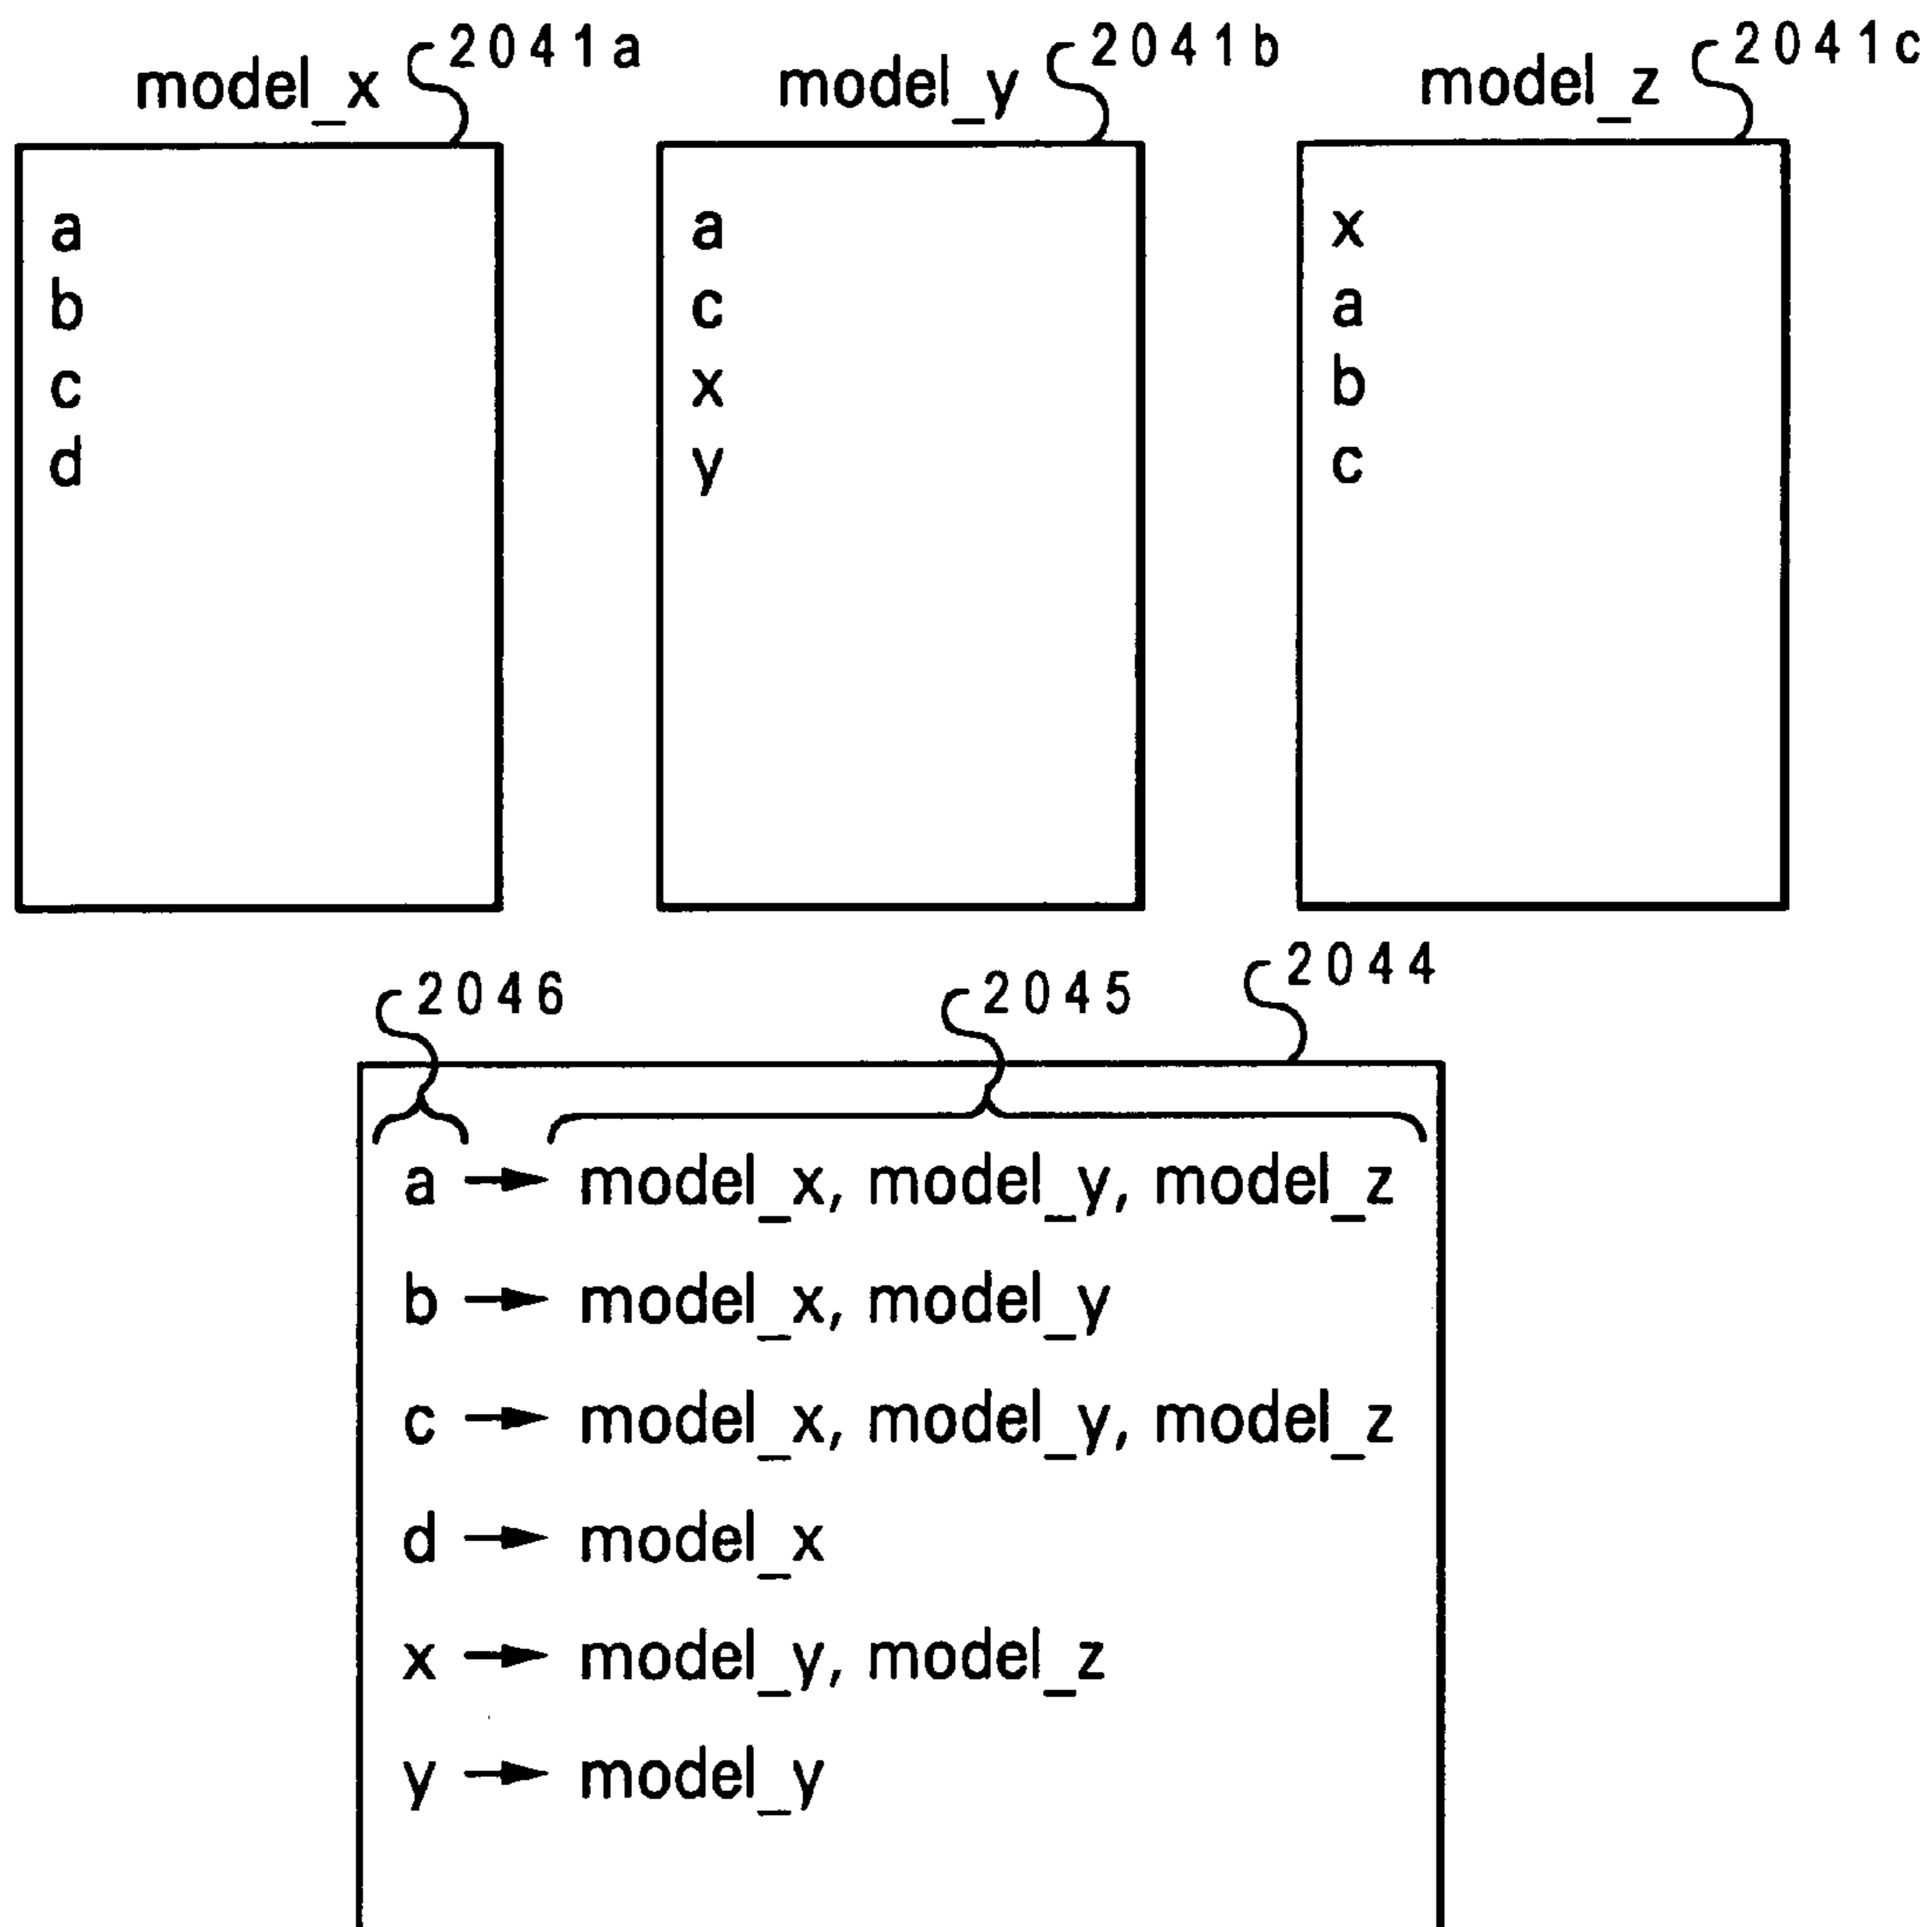 model_x 2041a
a
b
c
d
model_y 2041b
a
c
x
y
model_z 2041c
x
a
b
c
2046 2045 2044
a → model_x, model_y, model_z
b → model_x, model_y
c → model_x, model_y, model_z
d → model_x
x → model_y, model_z
y → model_y